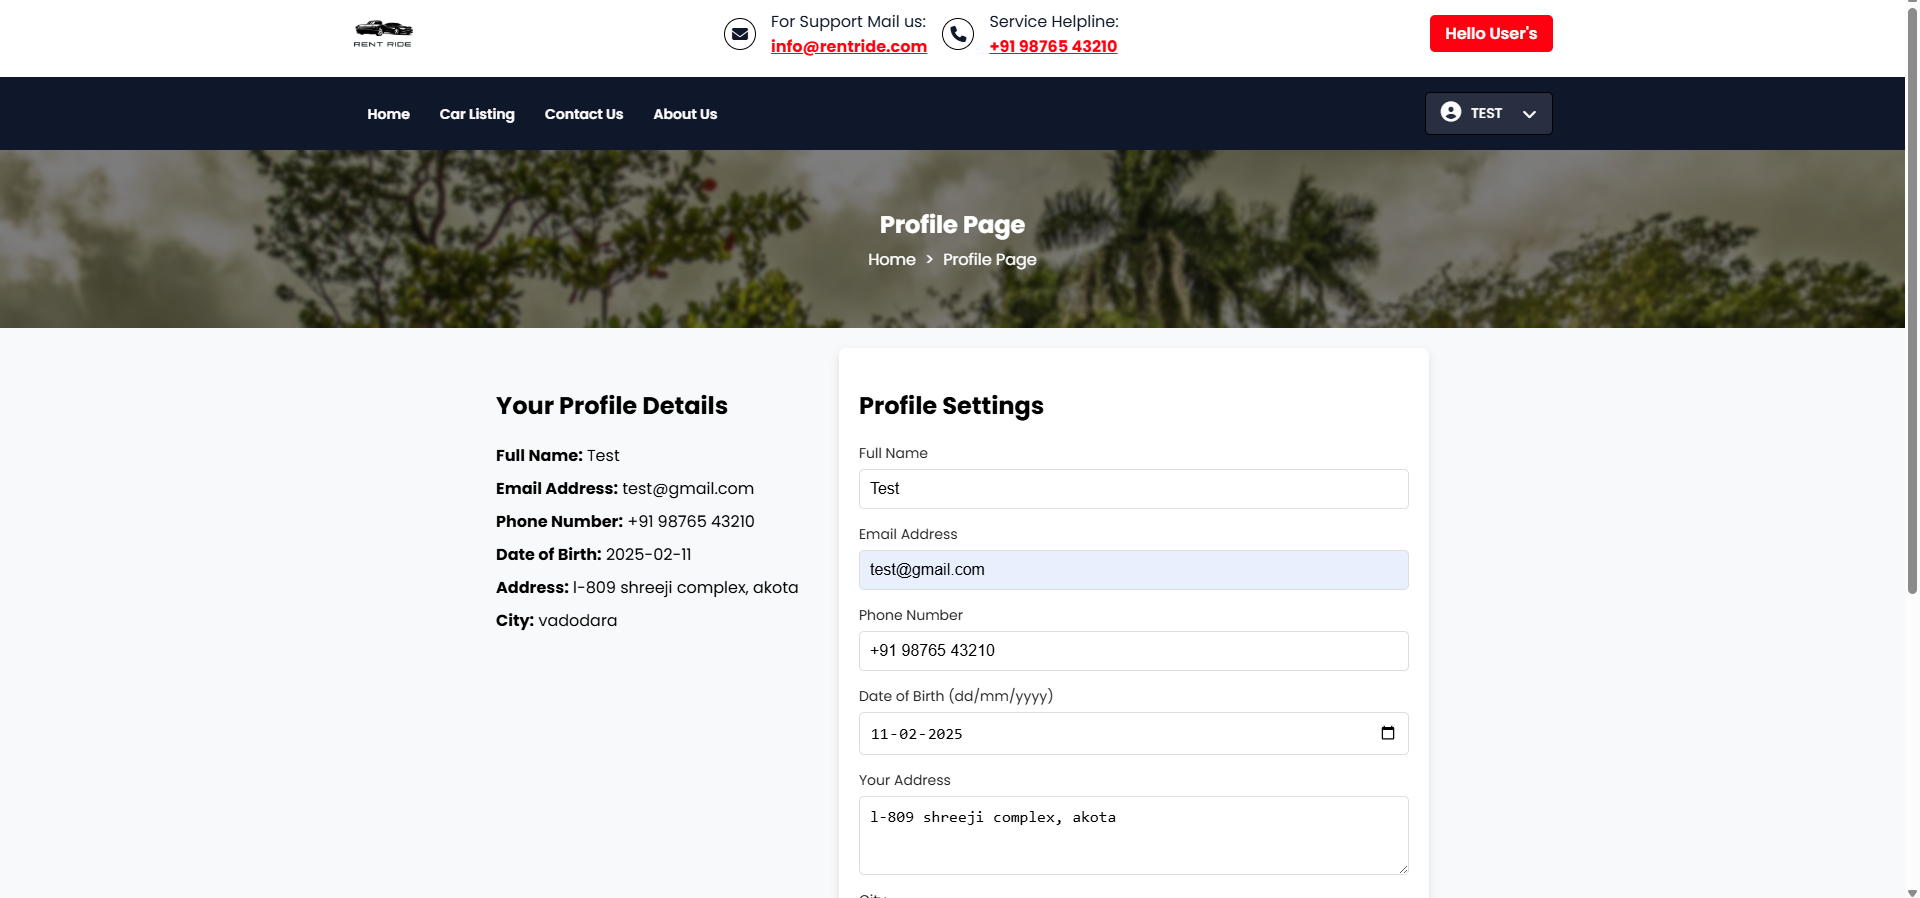 RENT RIDE
For Support Mail us:
info@rentride.com
Service Helpline:
+91 98765 43210
Hello User's
Home
Car Listing
Contact Us
About Us
TEST
Profile Page
Home > Profile Page
Your Profile Details
Full Name: Test
Email Address: test@gmail.com
Phone Number: +91 98765 43210
Date of Birth: 2025-02-11
Address: l-809 shreeji complex, akota
City: vadodara
Profile Settings
Full Name
Test
Email Address
test@gmail.com
Phone Number
+91 98765 43210
Date of Birth (dd/mm/yyyy)
11-02-2025
Your Address
l-809 shreeji complex, akota